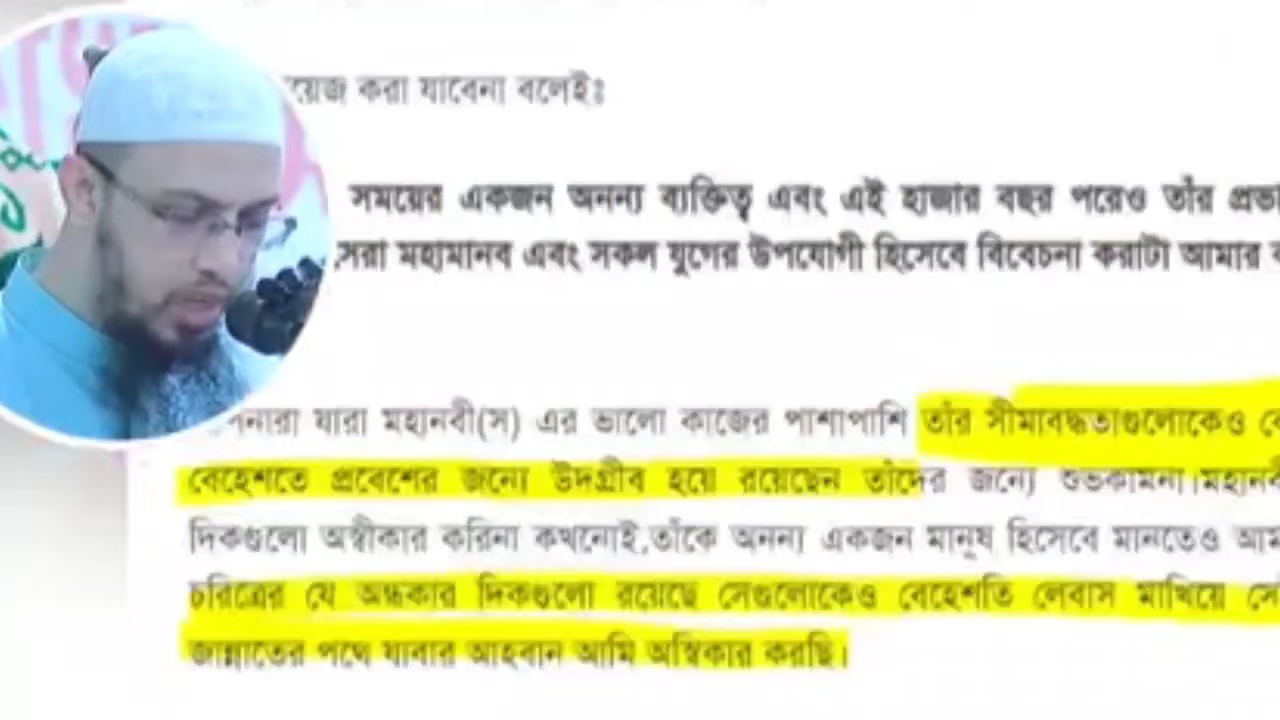 য়েজ করা যাবেনা বলেইঃ
সময়ের একজন অনন্য ব্যক্তিত্ব এবং এই হাজার বছর পরেও তাঁর
সেরা মহামানব এবং সকল যুগের উপযোগী হিসেবে বিবেচনা করাটা আমার
যারা মহানবী(স) এর ভালো কাজের পাশাপাশি তাঁর সীমাবদ্ধতাগুলোকেও
বেহেশতে প্রবেশের জন্যে উদগ্রীব হয়ে রয়েছেন তাঁদের জন্যে শুভকামনা।মহানবী
দিকগুলো অস্বীকার করিনা কখনোই,তাঁকে অনন্য একজন মানুষ হিসেবে মানতেও
চরিত্রের যে অন্ধকার দিকগুলো রয়েছে সেগুলোকেও বেহেশতি লেবাস মাখিয়ে
জান্নাতের পথে যাবার আহবান আমি অস্বিকার করছি।